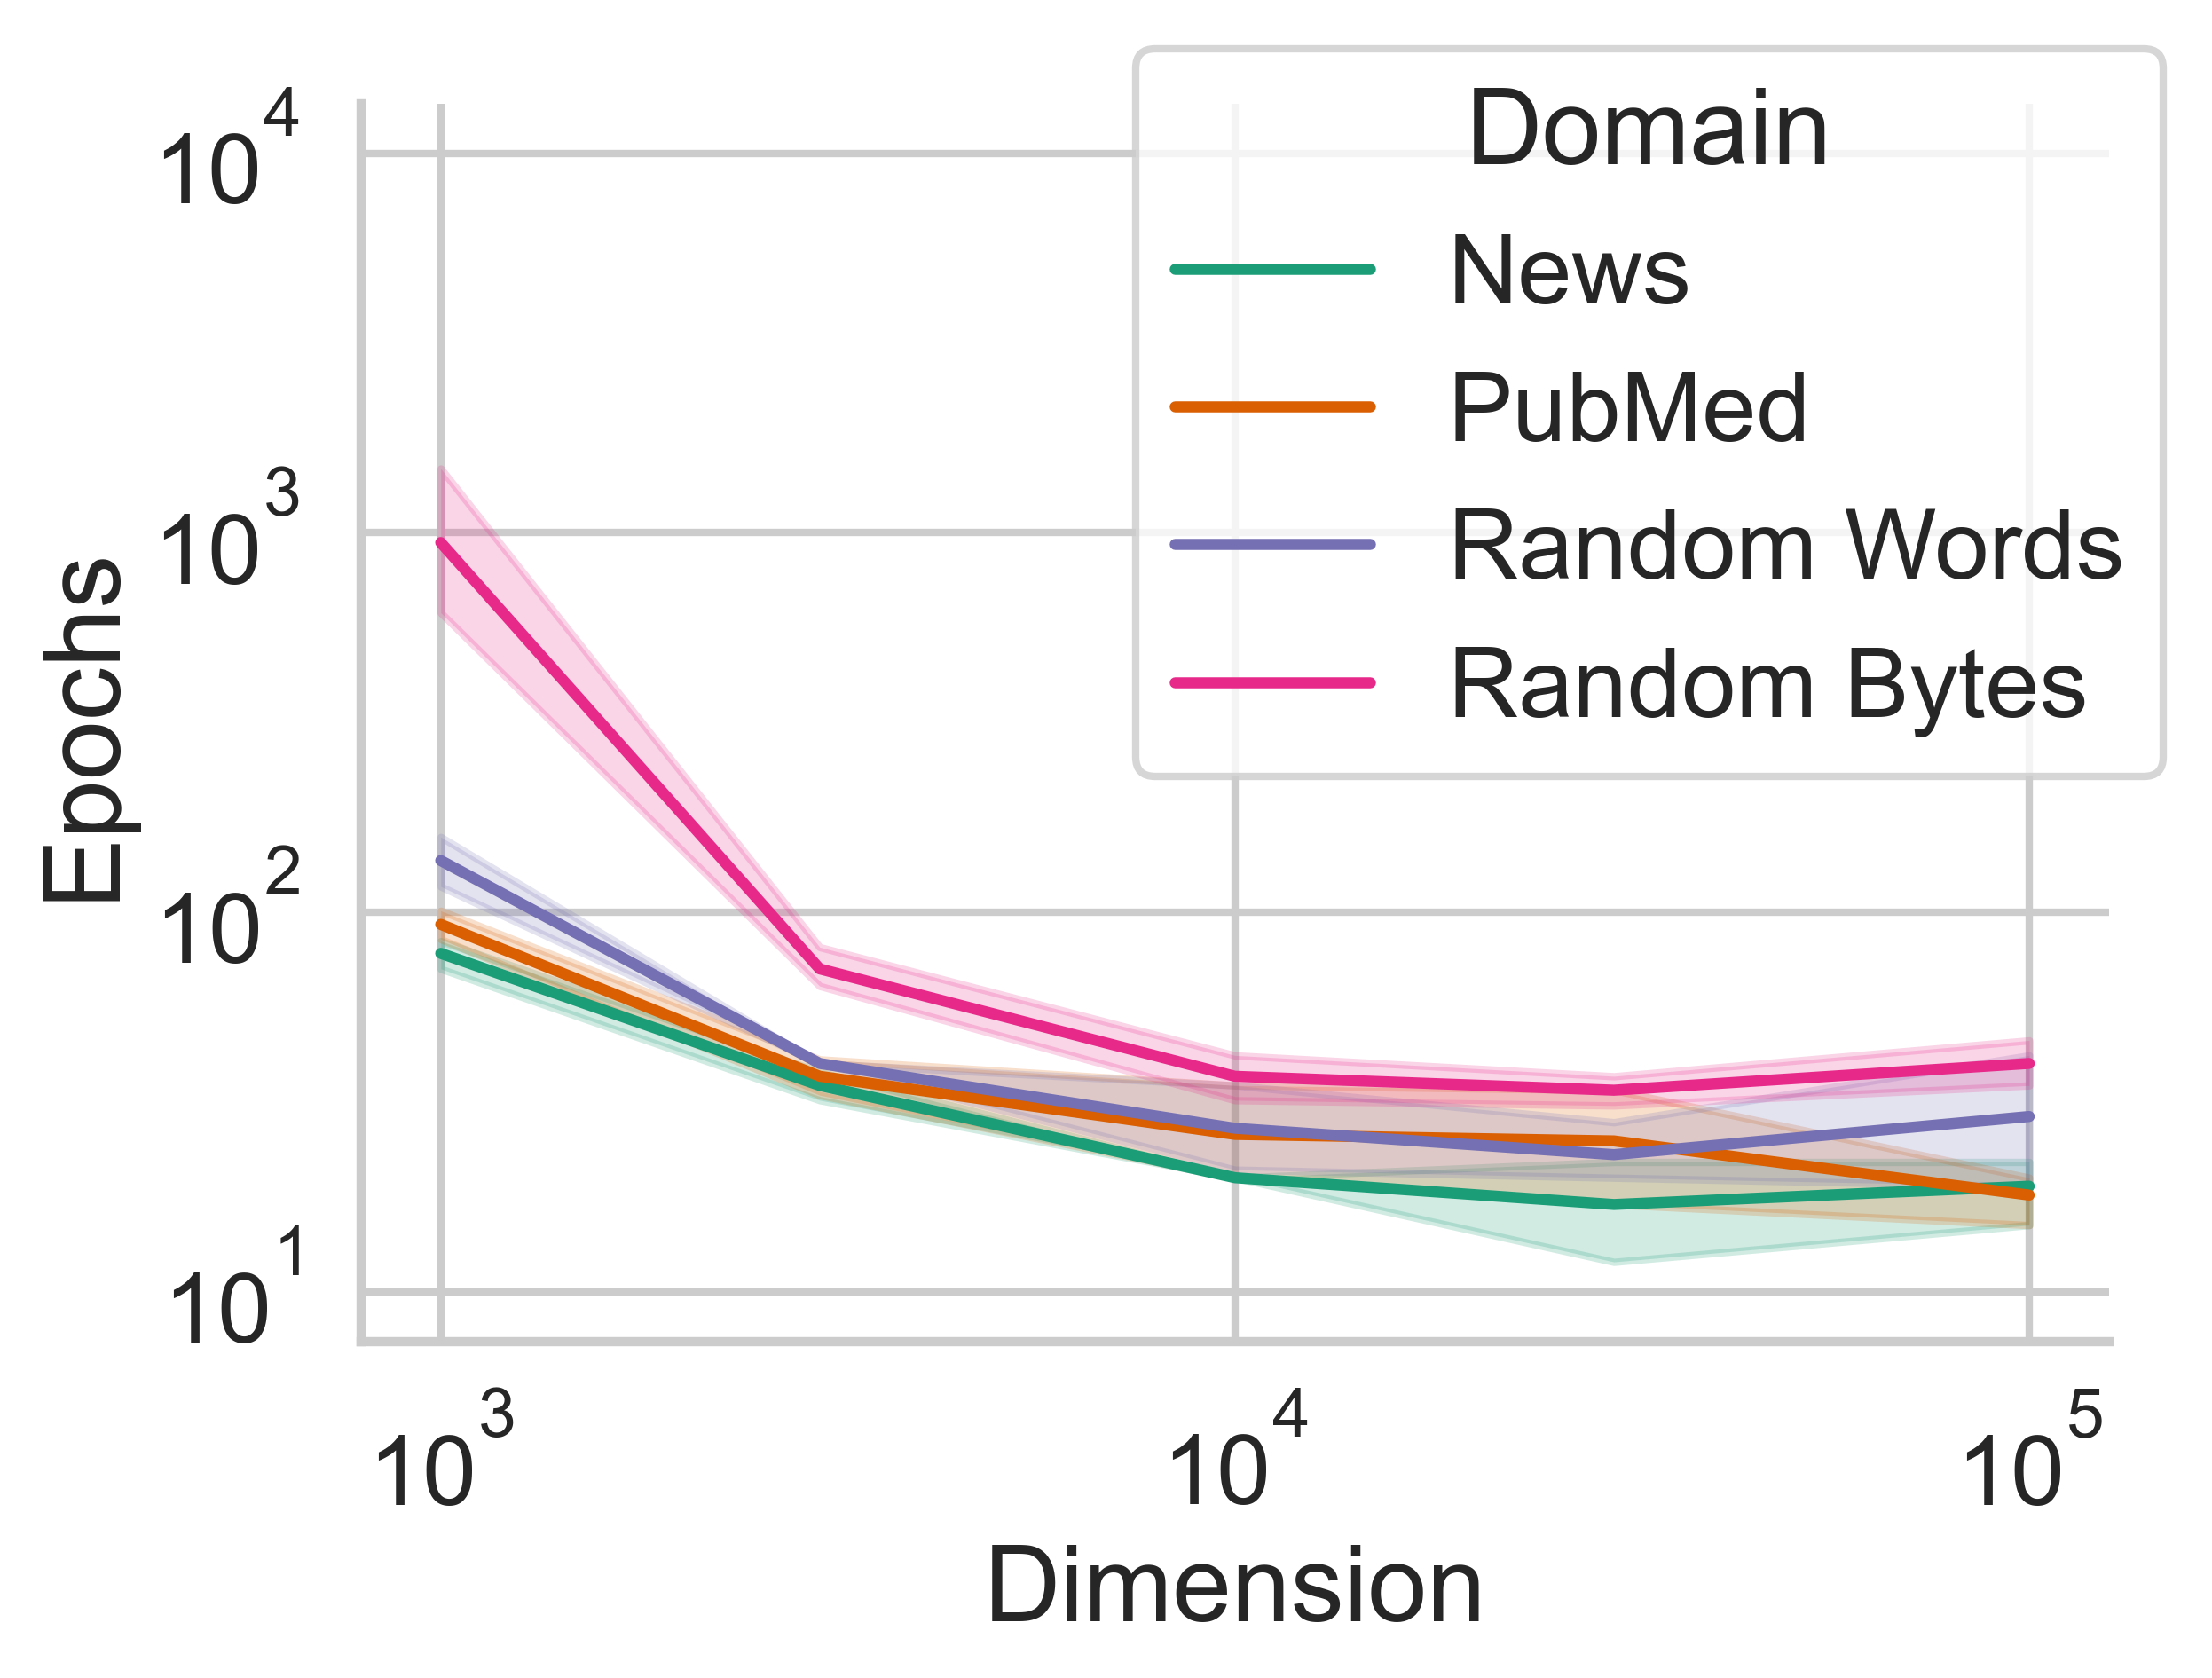 Domain
News
PubMed
Random Words
Random Bytes
10^4
10^3
10^2
10^1
Epochs
10^3 10^4 10^5
Dimension